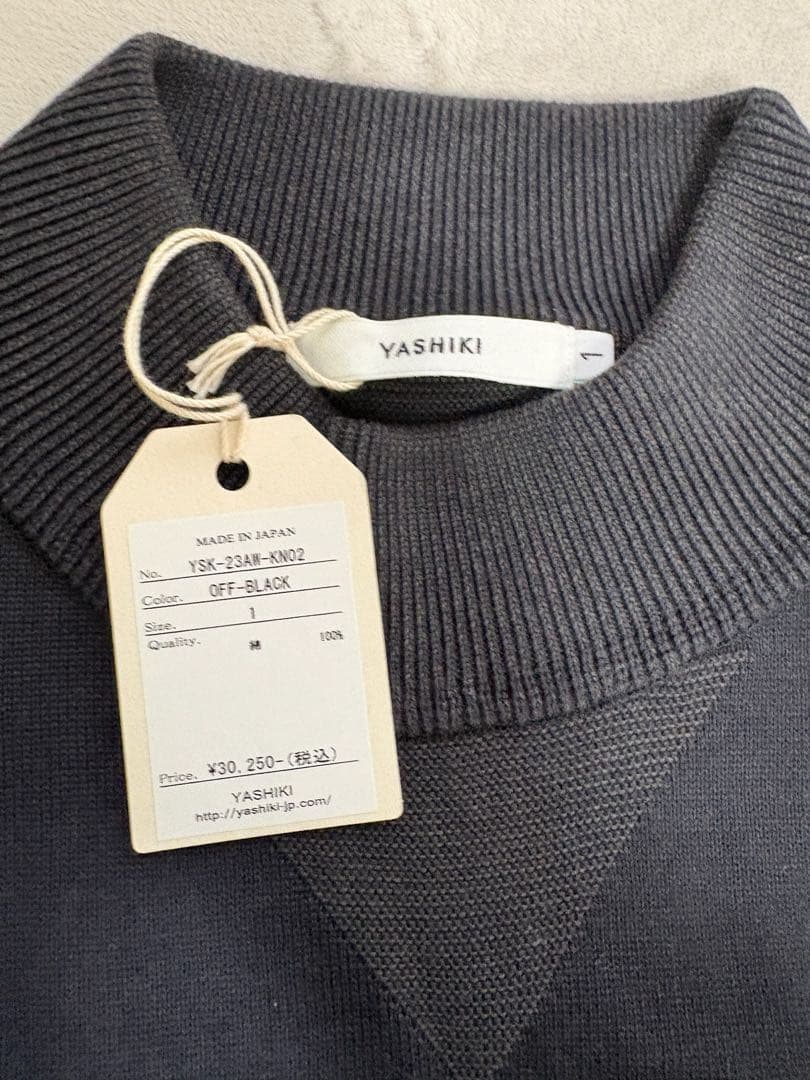 YASHIKI
1
MADE IN JAPAN
No. YSK-23AW-KN02
Color. OFF-BLACK
Size. 1
Quality. 綿 100%
Price. ¥30,250-(税込)
YASHIKI
http://yashiki-jp.com/